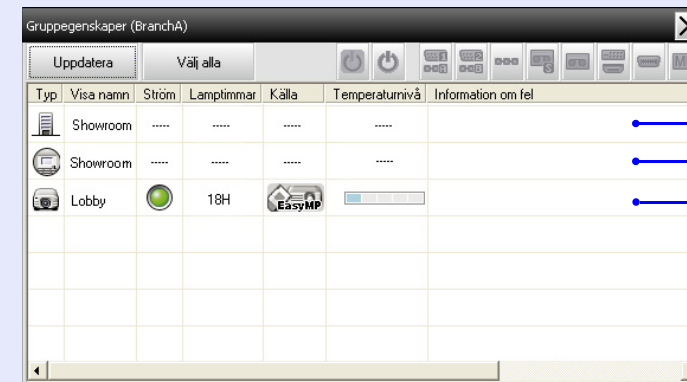 Gruppegenskaper (BranchA)
Uppdatera Välj alla
Typ Visa namn Ström Lamptimmar Källa Temperaturnivå Information om fel
Showroom ----- ----- ----- -----
Showroom ----- ----- ----- -----
Lobby 18H EasyMP